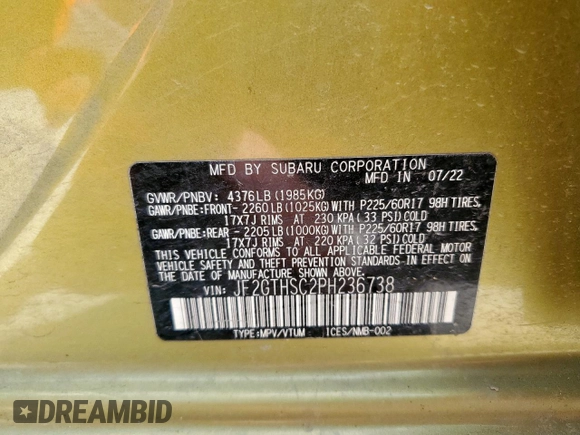 MFD BY SUBARU CORPORATION
MFD IN 07/22
GVWR/PNBV: 4376LB (1985KG)
GAWR/PNBE:FRONT-2260LB (1025KG)WITH P225/60R17 98H TIRES,
17X7J RIMS AT 230 KPA (33 PSI)COLD
GAWR/PNBE:REAR -2205LB (1000KG)WITH P225/60R17 98H TIRES,
17X7J RIMS AT 220 KPA (32 PSI)COLD
THIS VEHICLE CONFORMS TO ALL APPLICABLE FEDERAL MOTOR
VEHICLE SAFETY AND THEFT PREVENTION STANDARDS IN EFFECT ON
THE DATE OF MANUFACTURE SHOWN ABOVE.
VIN: JF2GTHSC2PH236738
TYPE:MPV/VTUM ICES/NMB-002
DREAMBID